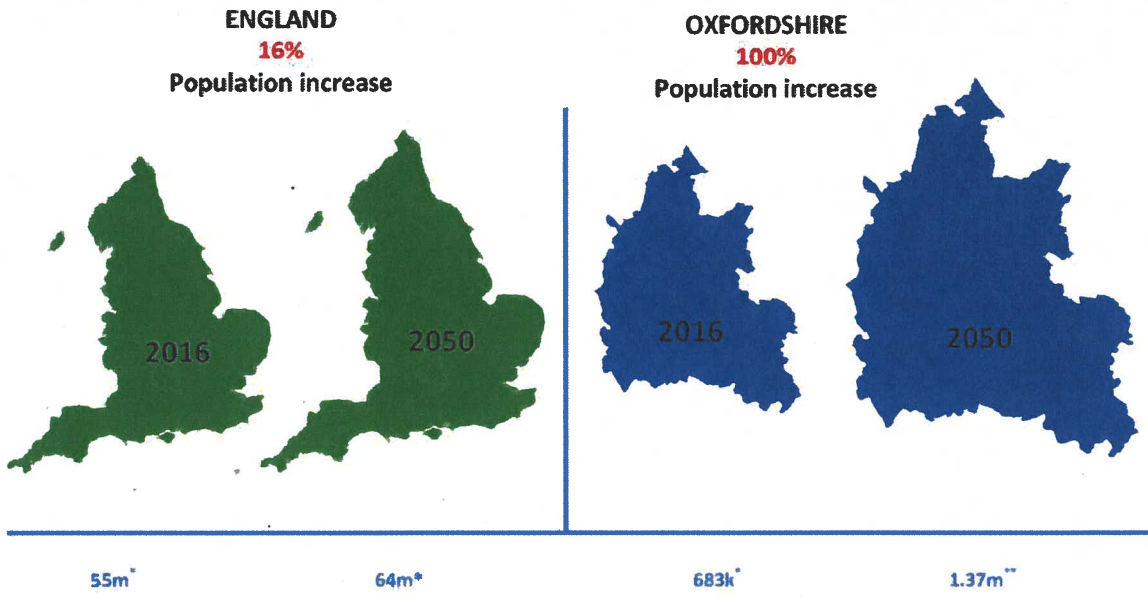 ENGLAND
16%
Population increase
OXFORDSHIRE
100%
Population increase
2016
2050
2016
2050
55m*
64m*
683k*
1.37m**